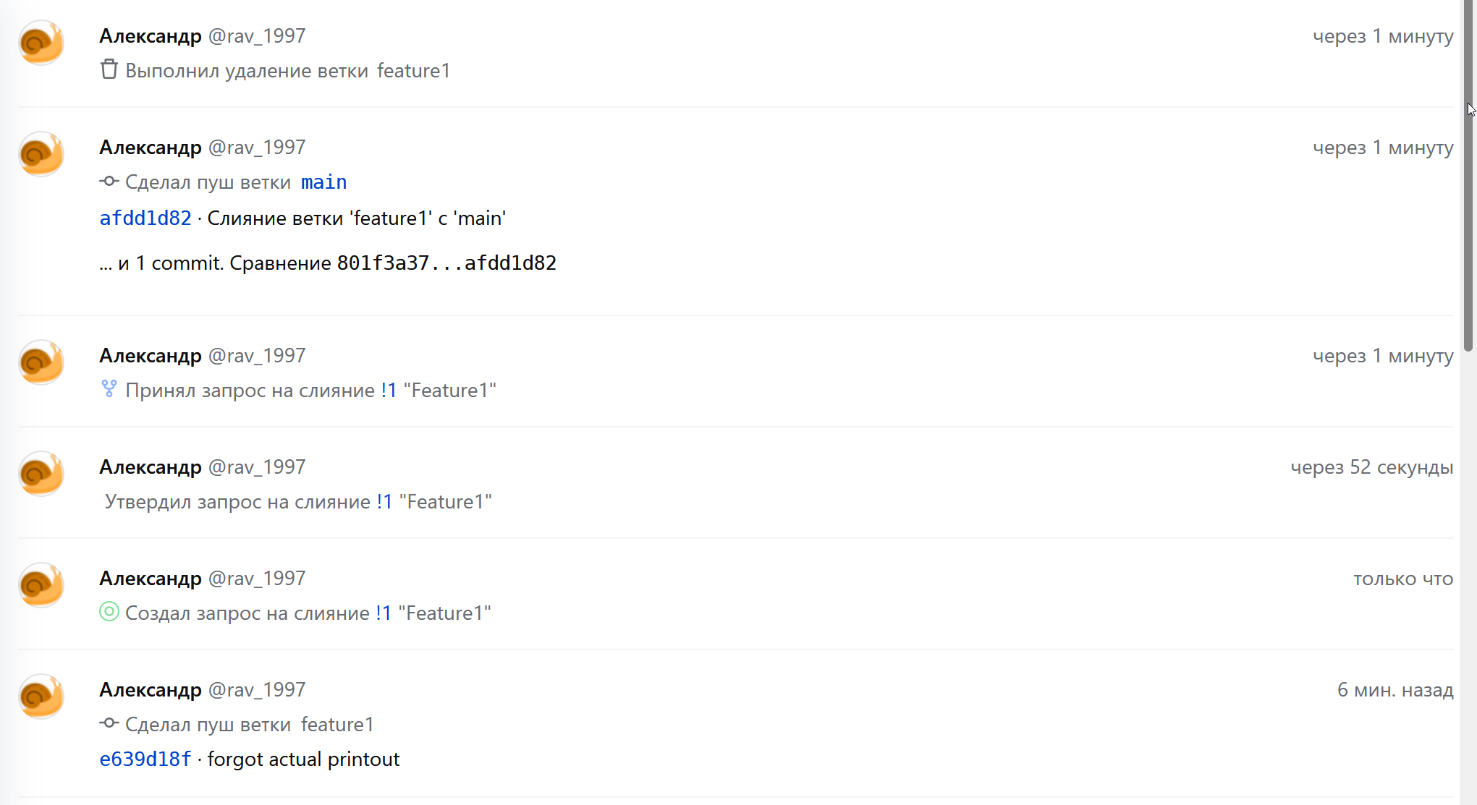 Александр @rav_1997 через 1 минуту
Выполнил удаление ветки feature1
Александр @rav_1997 через 1 минуту
Сделал пуш ветки main
afdd1d82 · Слияние ветки 'feature1' с 'main'
... и 1 commit. Сравнение 801f3a37...afdd1d82
Александр @rav_1997 через 1 минуту
Принял запрос на слияние !1 "Feature1"
Александр @rav_1997 через 52 секунды
Утвердил запрос на слияние !1 "Feature1"
Александр @rav_1997 только что
Создал запрос на слияние !1 "Feature1"
Александр @rav_1997 6 мин. назад
Сделал пуш ветки feature1
e639d18f · forgot actual printout